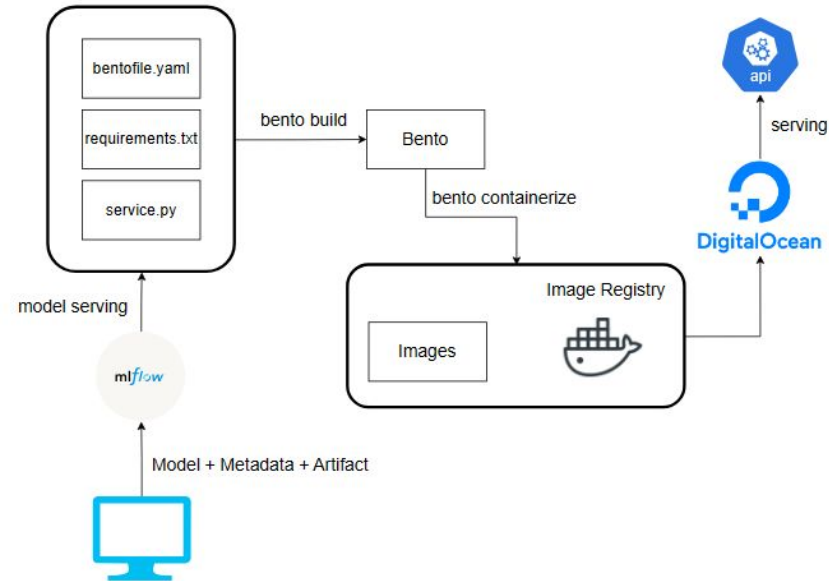 bentofile.yaml
requirements.txt
service.py
bento build
Bento
api
serving
DigitalOcean
bento containerize
Image Registry
Images
model serving
mlflow
Model + Metadata + Artifact